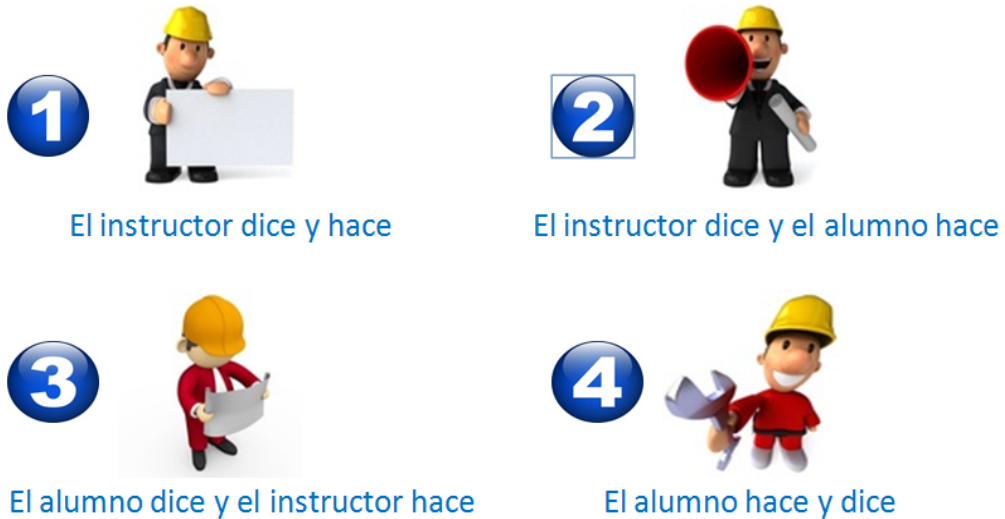 1
El instructor dice y hace
2
El instructor dice y el alumno hace
3
El alumno dice y el instructor hace
4
El alumno hace y dice